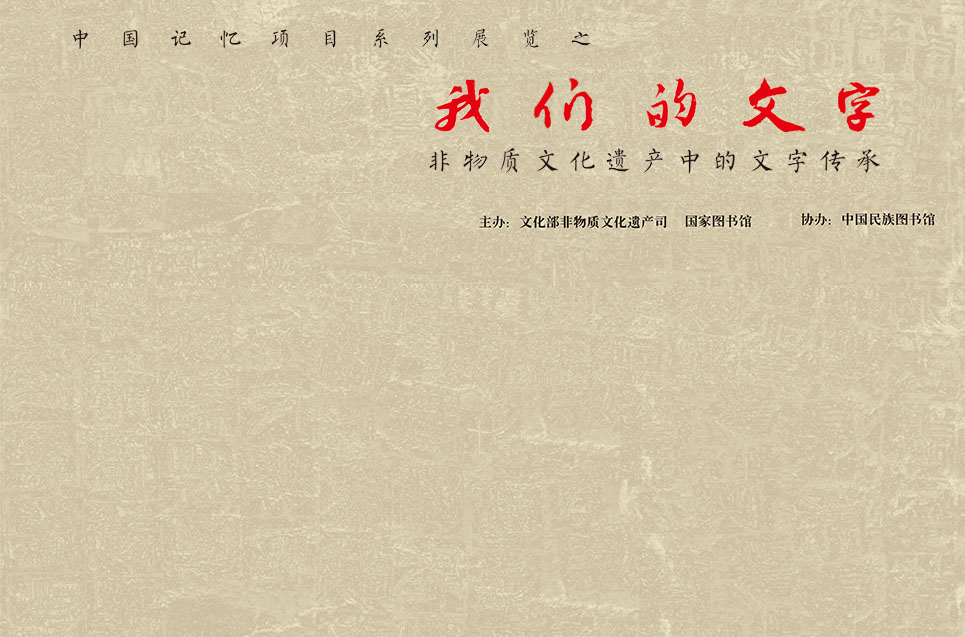 中国记忆项目系列展览之
我们的文字
非物质文化遗产中的文字传承
主办：文化部非物质文化遗产司 国家图书馆 协办：中国民族图书馆